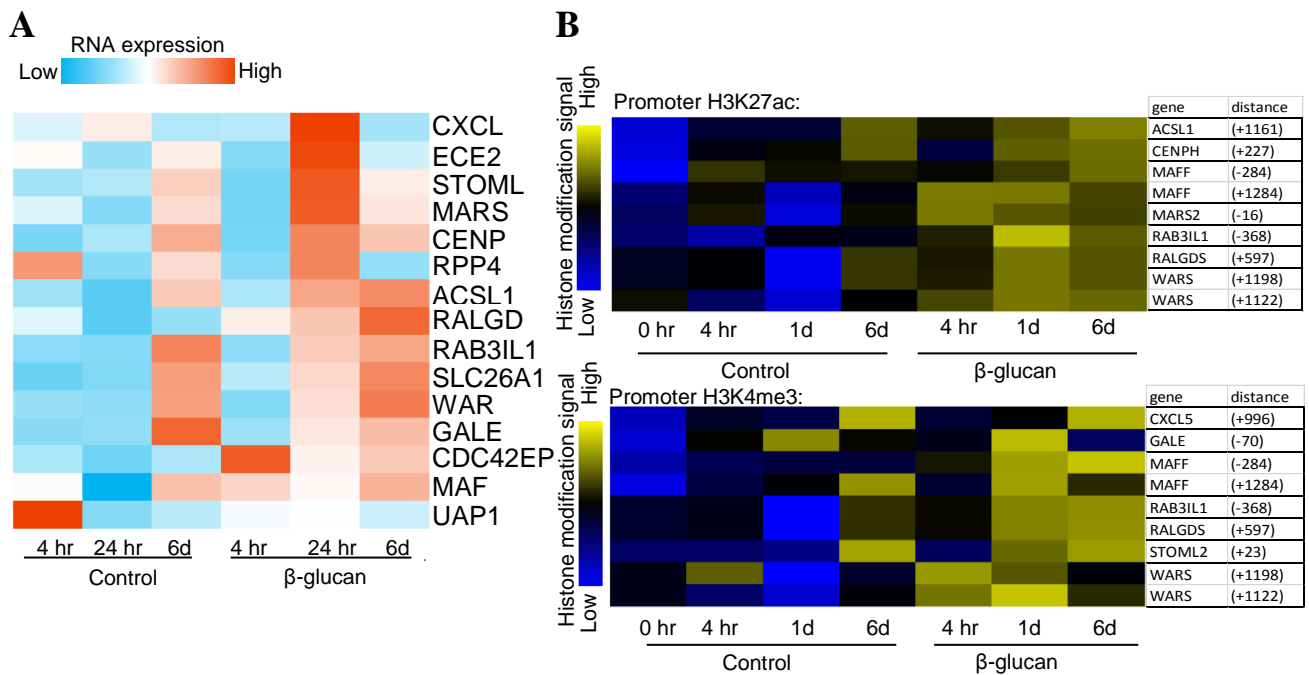 A
RNA expression
Low
High
CXCL
ECE2
STOML
MARS
CENP
RPP4
ACSL1
RALGD
RAB3IL1
SLC26A1
WAR
GALE
CDC42EP
MAF
UAP1
4 hr 24 hr 6d 4 hr 24 hr 6d
Control β-glucan
B
Histone modification signal
Low
High
Promoter H3K27ac:
gene distance
ACSL1 (+1161)
CENPH (+227)
MAFF (-284)
MAFF (+1284)
MARS2 (-16)
RAB3IL1 (-368)
RALGDS (+597)
WARS (+1198)
WARS (+1122)
0 hr 4 hr 1d 6d 4 hr 1d 6d
Control β-glucan
Histone modification signal
Low
High
Promoter H3K4me3:
gene distance
CXCL5 (+996)
GALE (-70)
MAFF (-284)
MAFF (+1284)
RAB3IL1 (-368)
RALGDS (+597)
STOML2 (+23)
WARS (+1198)
WARS (+1122)
0 hr 4 hr 1d 6d 4 hr 1d 6d
Control β-glucan